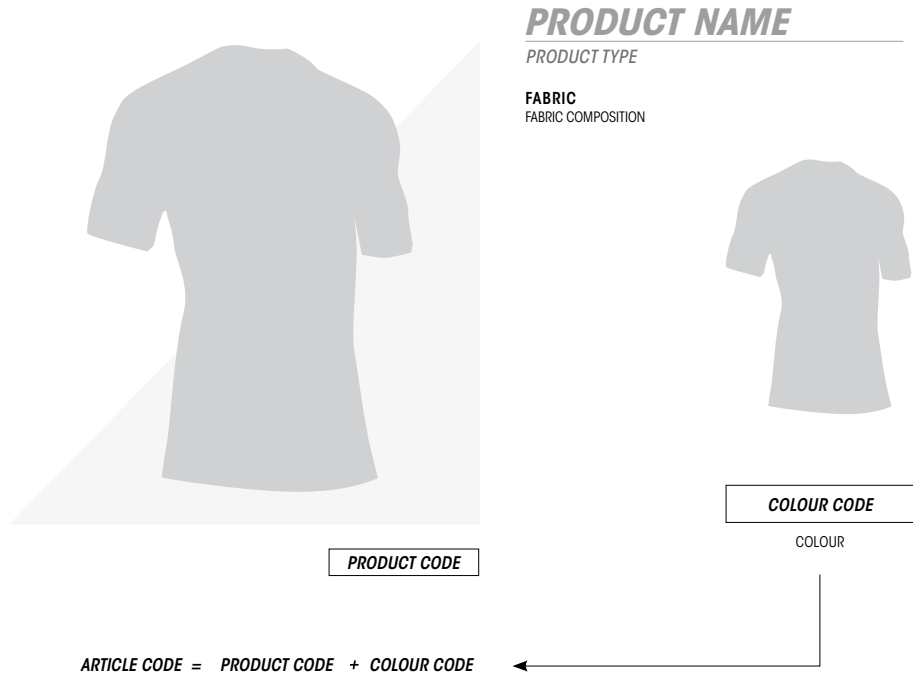 PRODUCT NAME
PRODUCT TYPE
FABRIC
FABRIC COMPOSITION
COLOUR CODE
COLOUR
PRODUCT CODE
ARTICLE CODE = PRODUCT CODE + COLOUR CODE